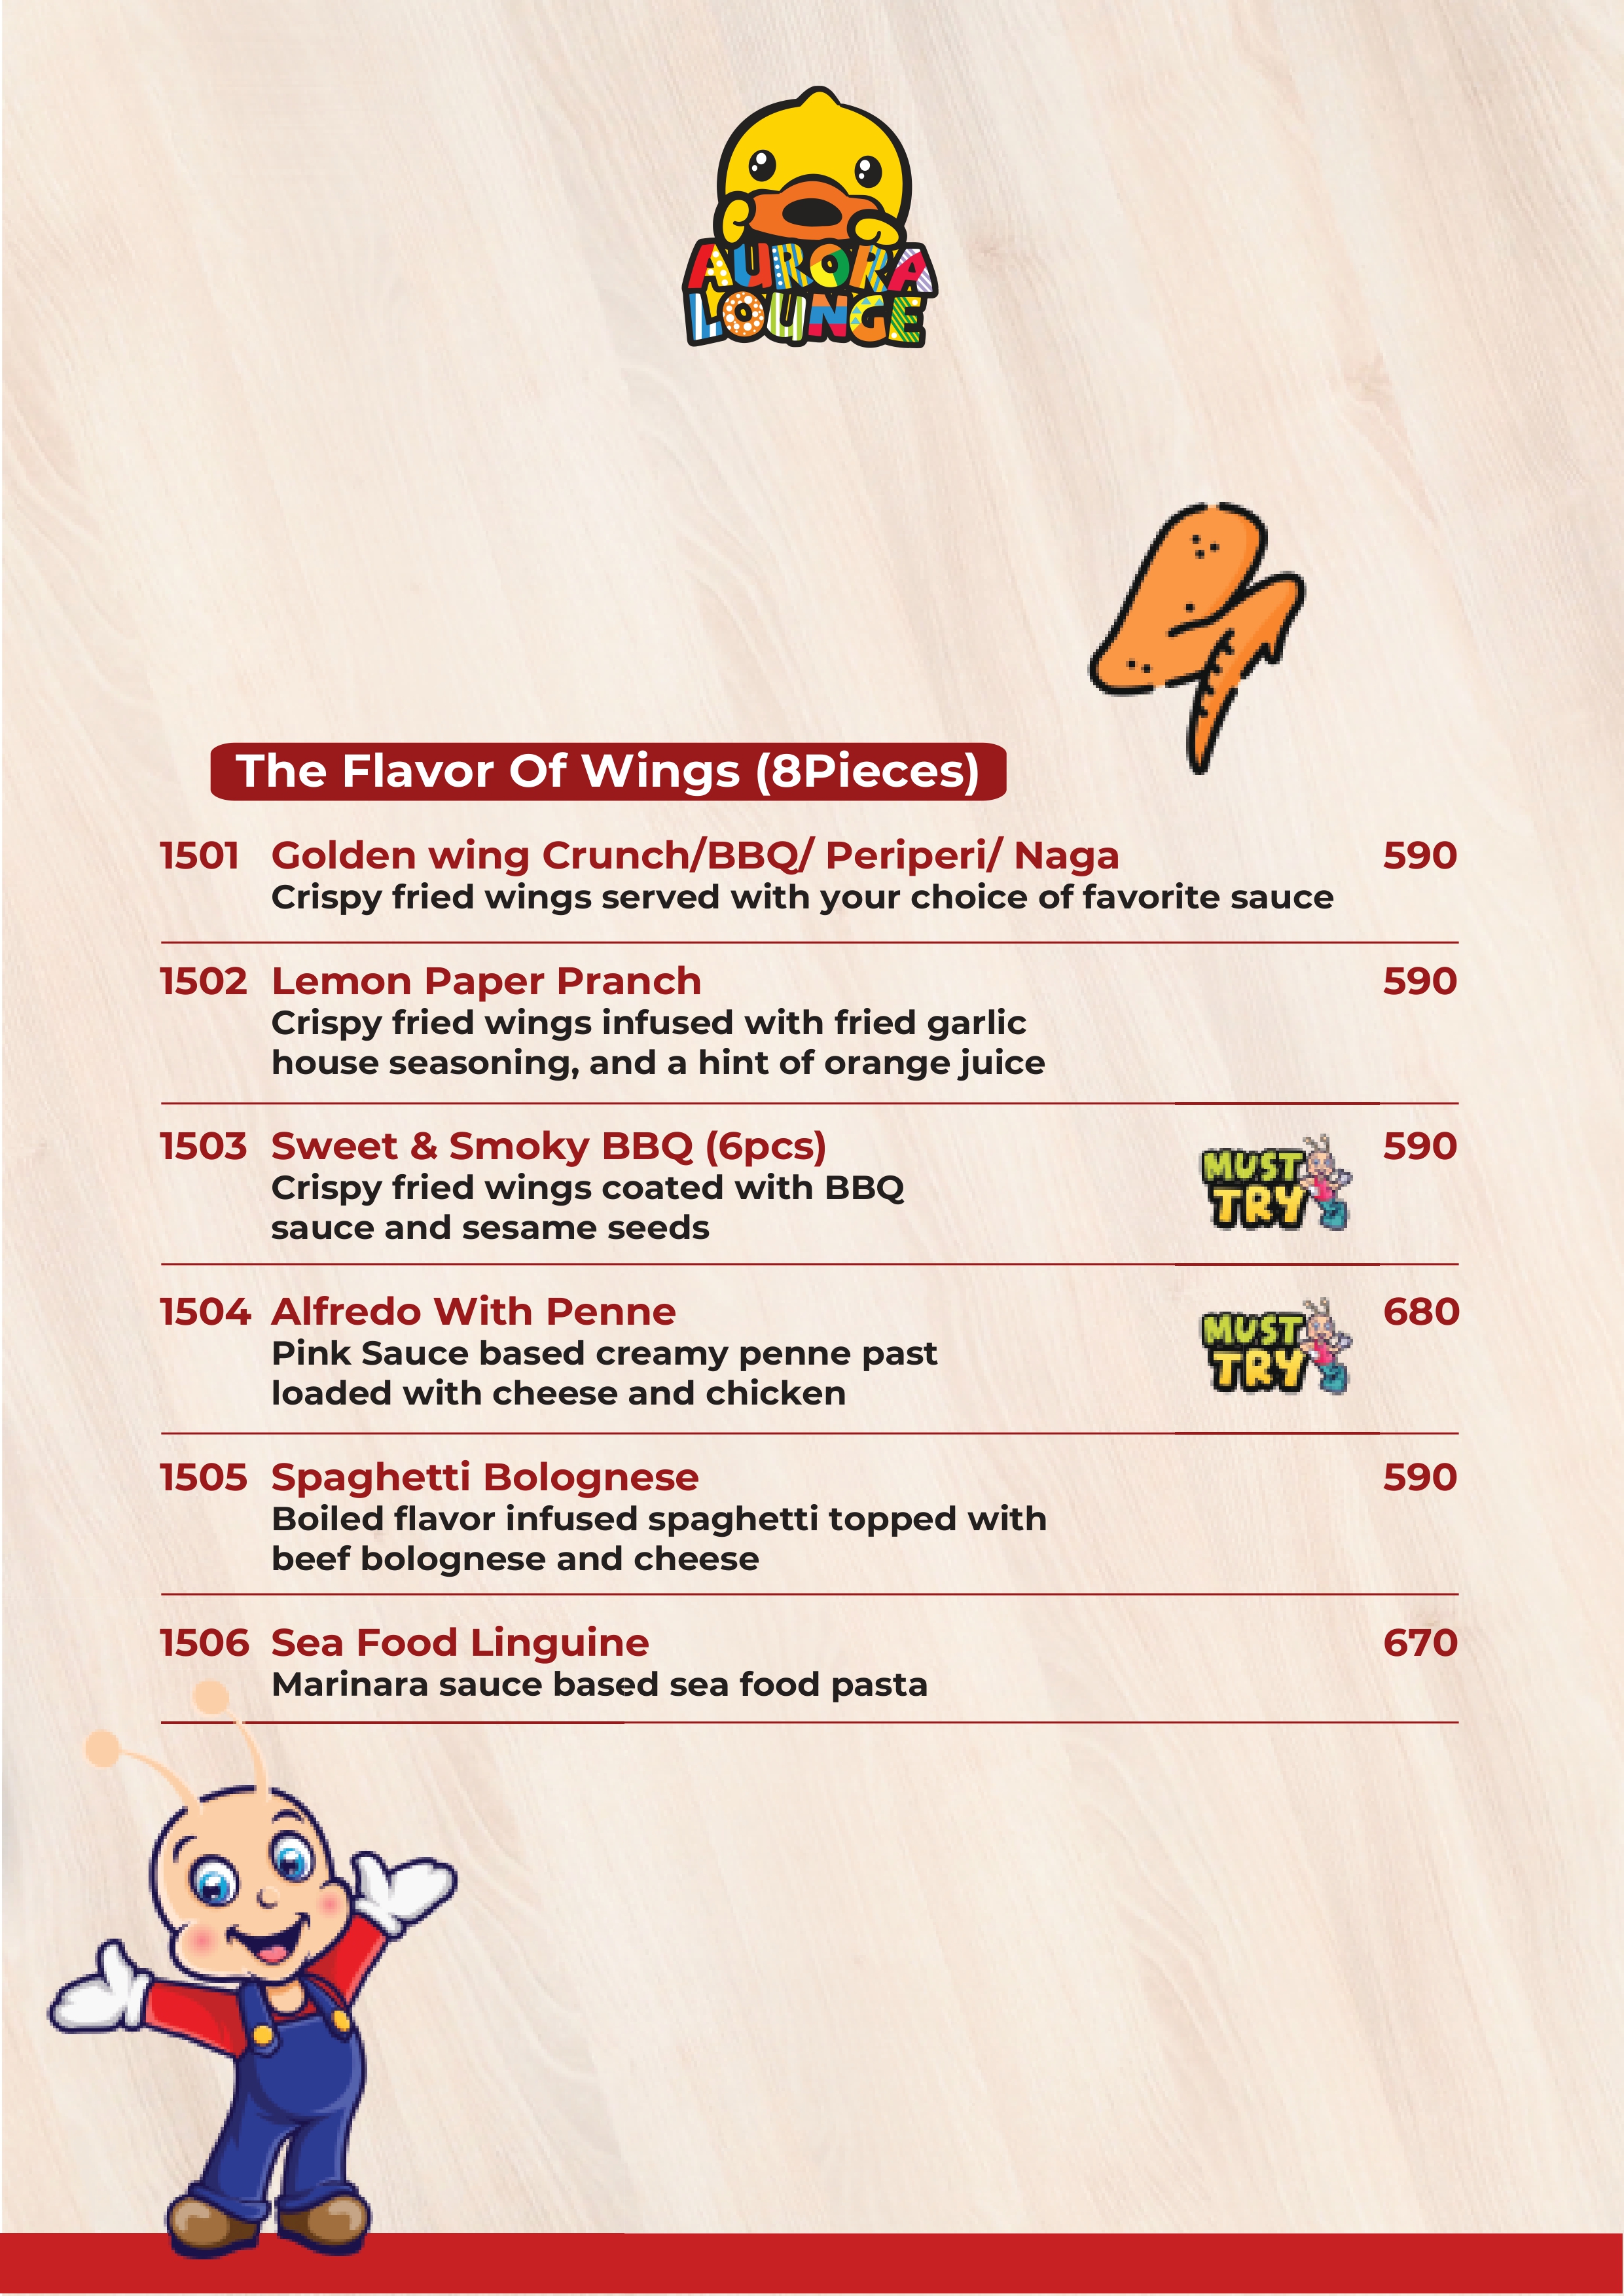 AURORA
LOUNGE
The Flavor Of Wings (8Pieces)
1501 Golden wing Crunch/BBQ/ Periperi/ Naga 590
Crispy fried wings served with your choice of favorite sauce
1502 Lemon Paper Pranch 590
Crispy fried wings infused with fried garlic
house seasoning, and a hint of orange juice
1503 Sweet & Smoky BBQ (6pcs) 590
Crispy fried wings coated with BBQ
sauce and sesame seeds
MUST
TRY
1504 Alfredo With Penne 680
Pink Sauce based creamy penne past
loaded with cheese and chicken
MUST
TRY
1505 Spaghetti Bolognese 590
Boiled flavor infused spaghetti topped with
beef bolognese and cheese
1506 Sea Food Linguine 670
Marinara sauce based sea food pasta